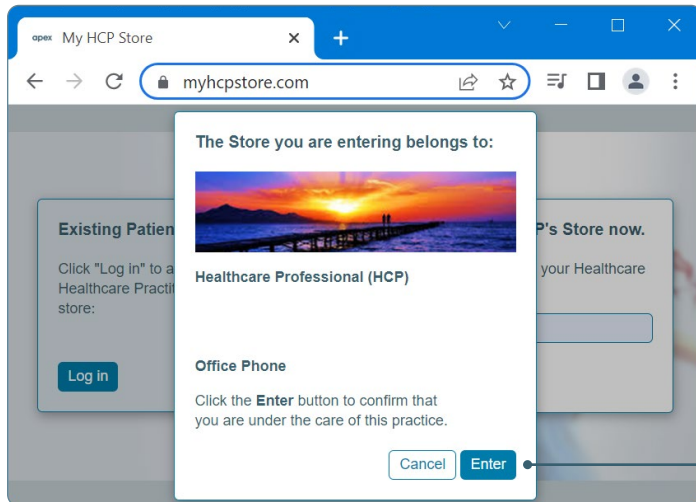 apex My HCP Store
myhcpstore.com
The Store you are entering belongs to:
Existing Patien
P's Store now.
Click "Log in" to a
Healthcare Practit
store:
your Healthcare
Log in
Healthcare Professional (HCP)
Office Phone
Click the Enter button to confirm that
you are under the care of this practice.
Cancel Enter